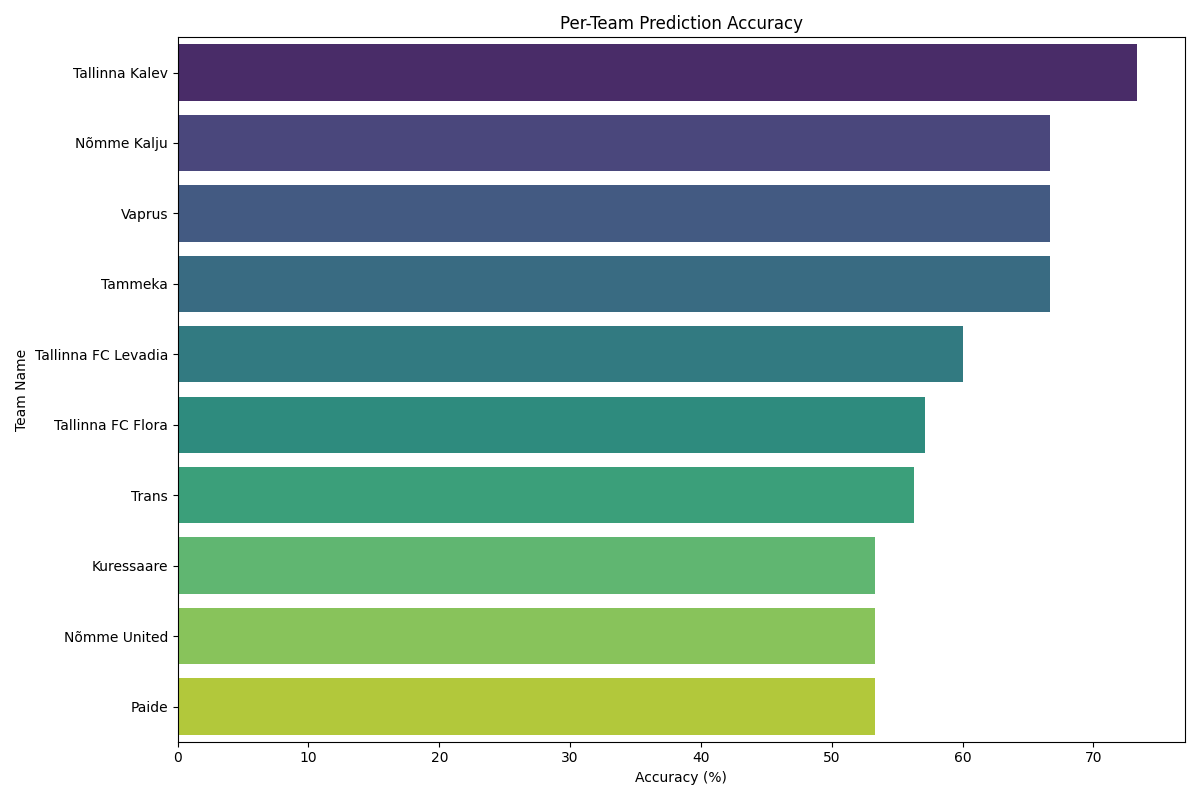 Per-Team Prediction Accuracy
Team Name
Tallinna Kalev
Nõmme Kalju
Vaprus
Tammeka
Tallinna FC Levadia
Tallinna FC Flora
Trans
Kuressaare
Nõmme United
Paide
0 10 20 30 40 50 60 70
Accuracy (%)